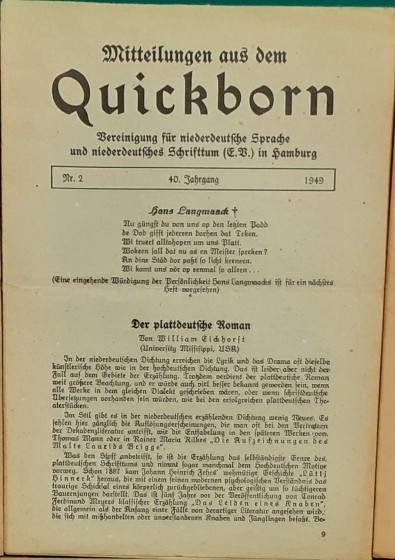 Mitteilungen aus dem
Quickborn
Vereinigung für niederdeutsche Sprache
und niederdeutsches Schrifttum (E.V.) in Hamburg
Nr. 2 40. Jahrgang 1949
Hans Langmaack †
Nu güngst du vor uns op den letzten Padd
de Dod gifft jedereen dorhen dat Teken.
Wi truert alltohopen um uns Platt.
Wokeen sall dat nu as en Meister spreken?
An dine Städ dor paßt so licht kenneen.
Wi kamt uns nör op eenmal so alleen . . .
(Eine eingehende Würdigung der Persönlichkeit Hans Langmaacks ist für ein nächstes
Heft vorgesehen)
Der plattdeutsche Roman
Von William Eickhorst
(University Missisippi, USA)
In der niederdeutschen Dichtung erreichen die Lyrik und das Drama oft dieselbe
künstlerische Höhe wie in der hochdeutschen Dichtung. Das ist leider aber nicht der
Fall auf dem Gebiete der Erzählung. Trotzdem verdient der plattdeutsche Roman
weit größere Beachtung, und er würde auch viel besser bekannt geworden sein, wenn
alle Werke in dem gleichen Dialekt geschrieben wären, oder wenn schriftdeutsche
Übersetzungen vorhanden sein würden, wie bei den erfolgreichen plattdeutschen The-
aterstücken.
Im Stil gibt es in der niederdeutschen erzählenden Dichtung wenig Neues. Es
fehlen hier gänzlich die Auflösungserscheinungen, die man oft bei den Vertretern
der Dekadenzliteratur antrifft, wie die Entfabelung in den späteren Werken von
Thomas Mann oder in Rainer Maria Rilkes „Die Aufzeichnungen des
Malte Laurids Brigge".
Was den Stoff anbetrifft, so ist die Erzählung das selbständigste Genre des
plattdeutschen Schrifttums und nimmt sogar manchmal dem Hochdeutschen Motive
vorweg. Schon 1887 kam Johann Hinrich Fehrs' wehmütige Geschichte „Lüttj
Hinnerk" heraus, die mit einem feinen modernen psychologischen Verständnis das
traurige Schicksal eines körperlich zurückgebliebenen, aber geistig um so tüchtigeren
Bauernjungen darstellt. Das ist fünf Jahre vor der Veröffentlichung von Conrad
Ferdinand Meyers klassischer Erzählung „Das Leiden eines Knaben",
die allgemein als der Anfang einer Fülle von derartiger Literatur angesehen wird,
die sich mit mißhandelten oder unverstandenen Knaben und Jünglingen befaßt. Be-
9